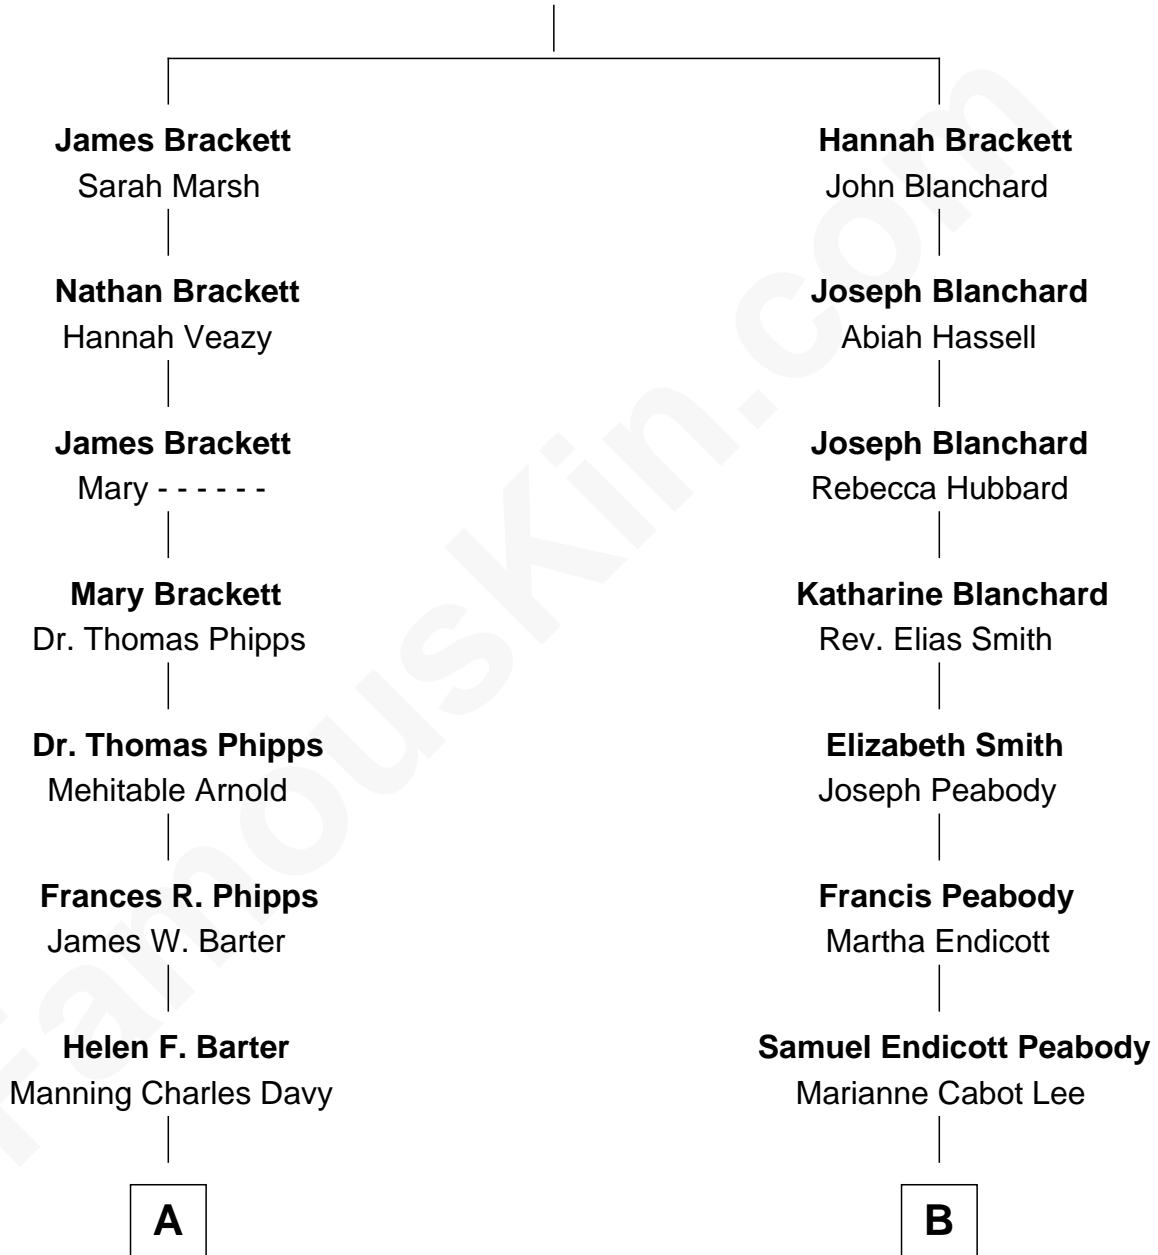 James Brackett
Sarah Marsh
Hannah Brackett
John Blanchard
Nathan Brackett
Hannah Veazy
Joseph Blanchard
Abiah Hassell
James Brackett
Mary - - - - - -
Joseph Blanchard
Rebecca Hubbard
Mary Brackett
Dr. Thomas Phipps
Katharine Blanchard
Rev. Elias Smith
Dr. Thomas Phipps
Mehitable Arnold
Elizabeth Smith
Joseph Peabody
Frances R. Phipps
James W. Barter
Francis Peabody
Martha Endicott
Helen F. Barter
Manning Charles Davy
Samuel Endicott Peabody
Marianne Cabot Lee
A
B
FamousKin.com